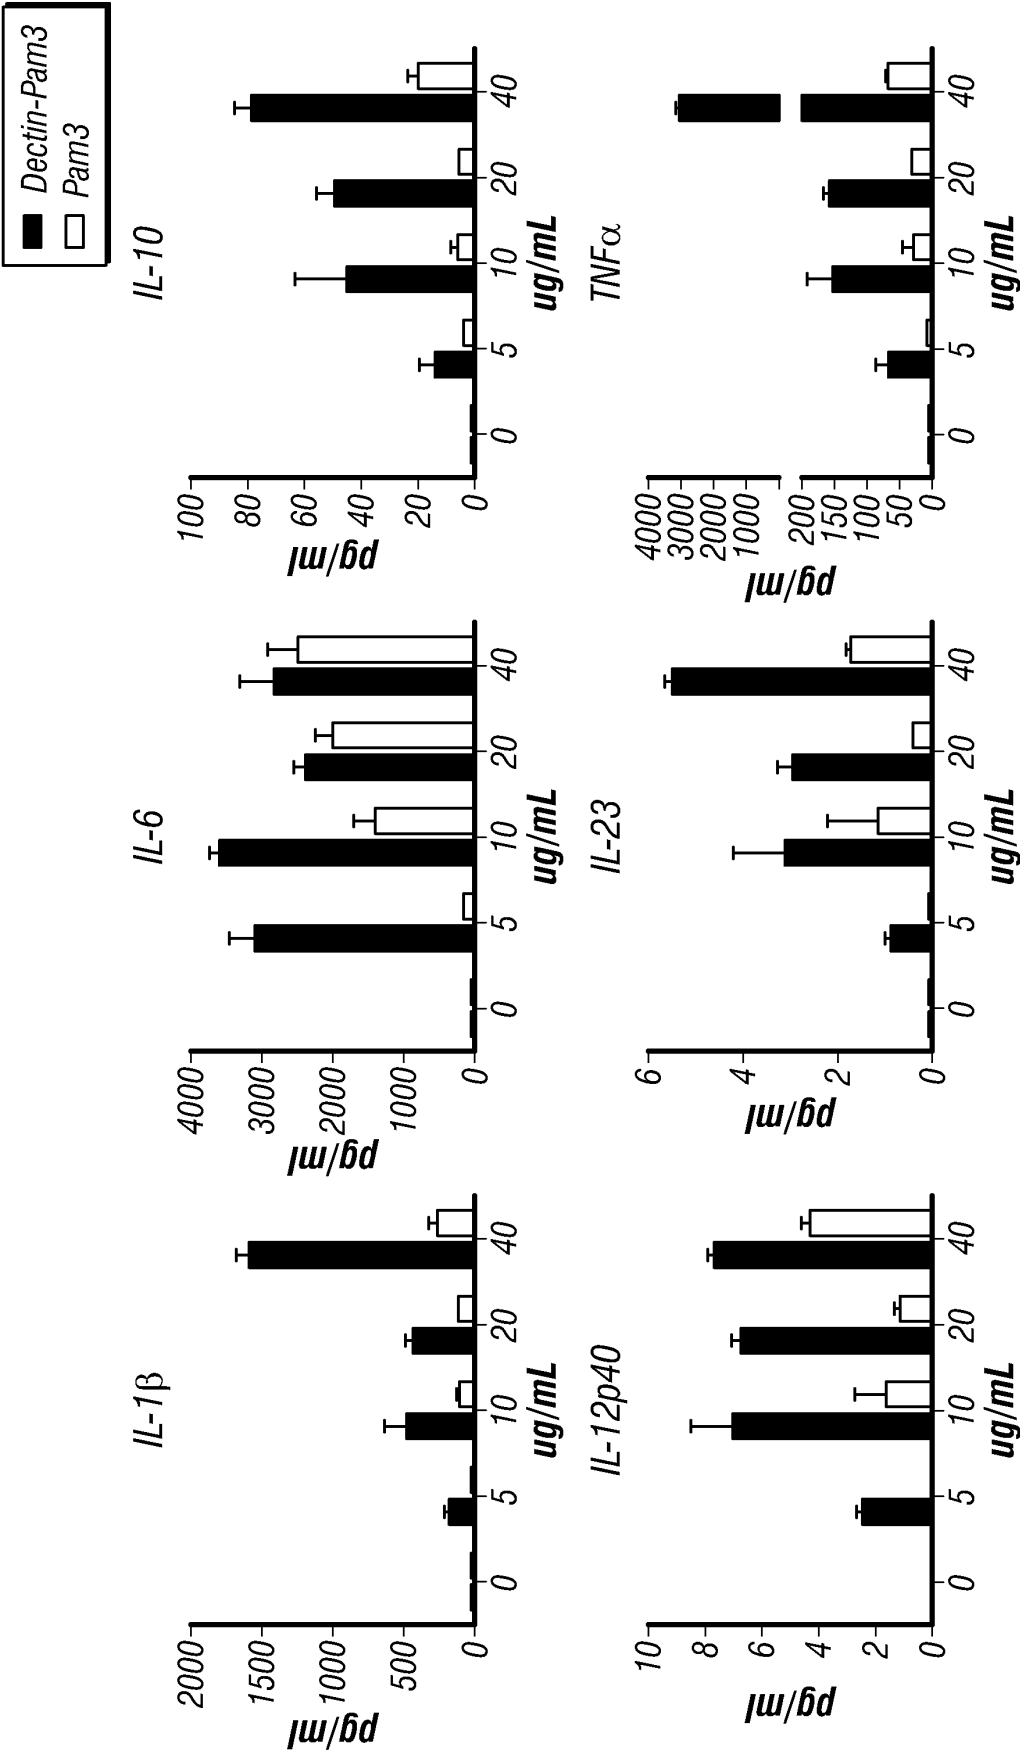 IL-1β
2000
1500
1000
500
0
pg/ml
0 5 10 20 40
ug/mL
IL-6
4000
3000
2000
1000
0
pg/ml
0 5 10 20 40
ug/mL
IL-10
100
80
60
40
20
0
pg/ml
0 5 10 20 40
ug/mL
Dectin-Pam3
Pam3
IL-12p40
10
8
6
4
2
0
pg/ml
0 5 10 20 40
ug/mL
IL-23
6
4
2
0
pg/ml
0 5 10 20 40
ug/mL
TNFα
4000
3000
2000
1000
200
150
100
50
0
pg/ml
0 5 10 20 40
ug/mL